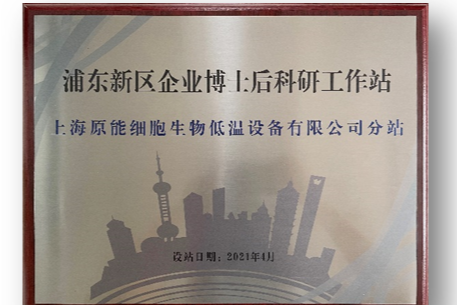 浦东新区企业博士后科研工作站
上海原能细胞生物低温设备有限公司分站
设站日期：2021年4月